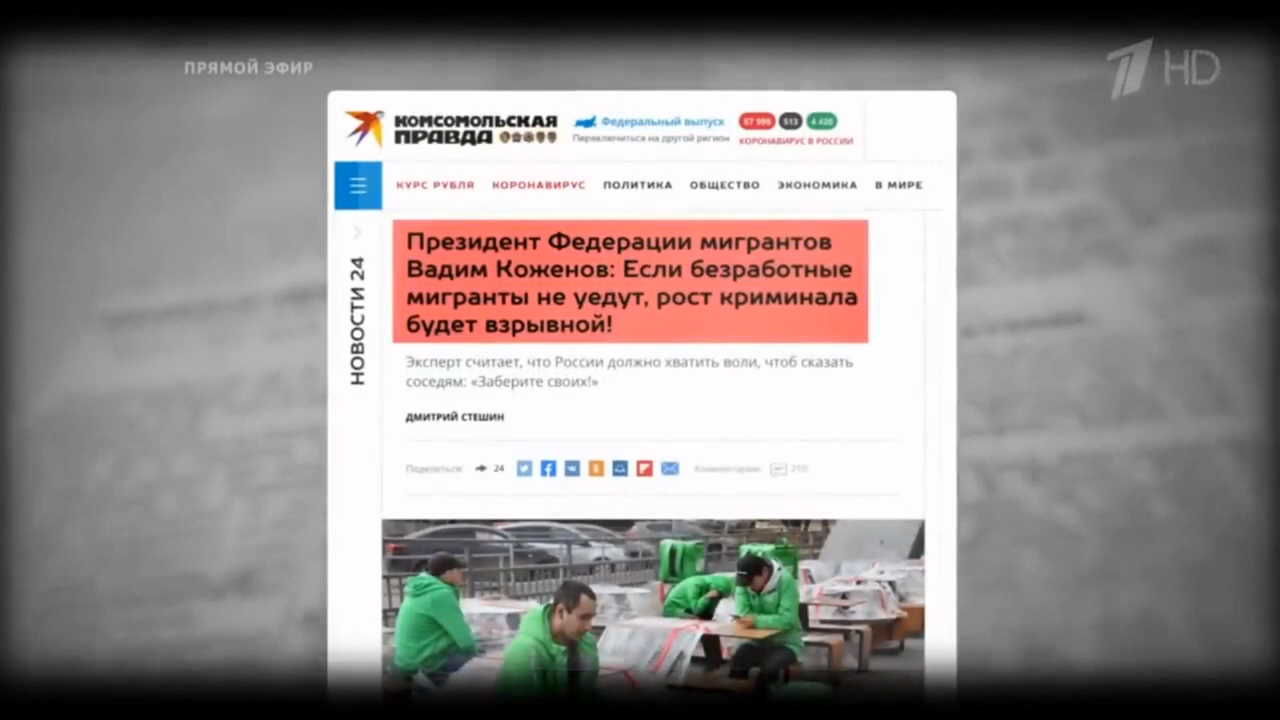 ПРЯМОЙ ЭФИР
HD
КОМСОМОЛЬСКАЯ
ПРАВДА
Федеральный выпуск
Переключиться на другой регион
57 999 513 4 420
КОРОНАВИРУС В РОССИИ
КУРС РУБЛЯ КОРОНАВИРУС ПОЛИТИКА ОБЩЕСТВО ЭКОНОМИКА В МИРЕ
НОВОСТИ 24
Президент Федерации мигрантов
Вадим Коженов: Если безработные
мигранты не уедут, рост криминала
будет взрывной!
Эксперт считает, что России должно хватить воли, чтоб сказать
соседям: «Заберите своих!»
ДМИТРИЙ СТЕШИН
Поделиться: 24 Комментарии: 210